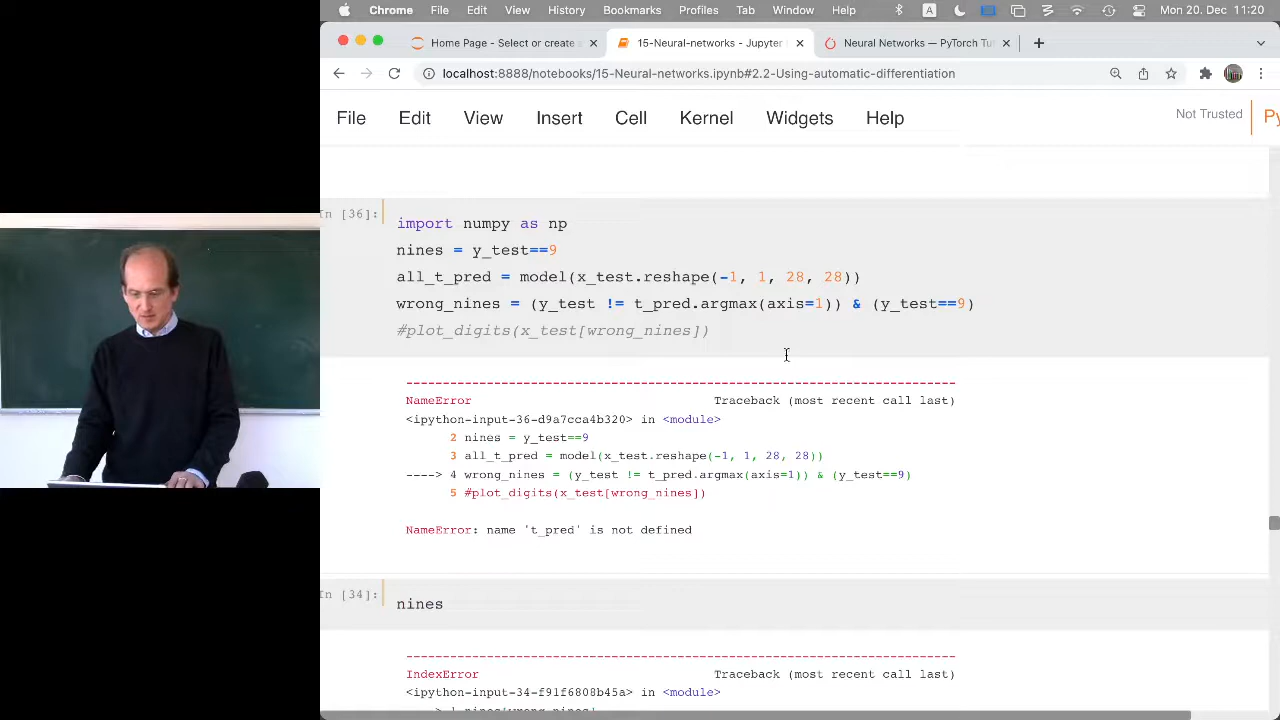 Chrome File Edit View History Bookmarks Profiles Tab Window Help A Mon 20. Dec 11:20
Home Page - Select or create a
15-Neural-networks - Jupyter
Neural Networks — PyTorch Tut
localhost:8888/notebooks/15-Neural-networks.ipynb#2.2-Using-automatic-differentiation
File Edit View Insert Cell Kernel Widgets Help
Not Trusted
Py
n [36]:
import numpy as np
nines = y_test==9
all_t_pred = model(x_test.reshape(-1, 1, 28, 28))
wrong_nines = (y_test != t_pred.argmax(axis=1)) & (y_test==9)
#plot_digits(x_test[wrong_nines])
---------------------------------------------------------------------------
NameError Traceback (most recent call last)
<ipython-input-36-d9a7cca4b320> in <module>
2 nines = y_test==9
3 all_t_pred = model(x_test.reshape(-1, 1, 28, 28))
----> 4 wrong_nines = (y_test != t_pred.argmax(axis=1)) & (y_test==9)
5 #plot_digits(x_test[wrong_nines])
NameError: name 't_pred' is not defined
n [34]:
nines
---------------------------------------------------------------------------
IndexError Traceback (most recent call last)
<ipython-input-34-f91f6808b45a> in <module>